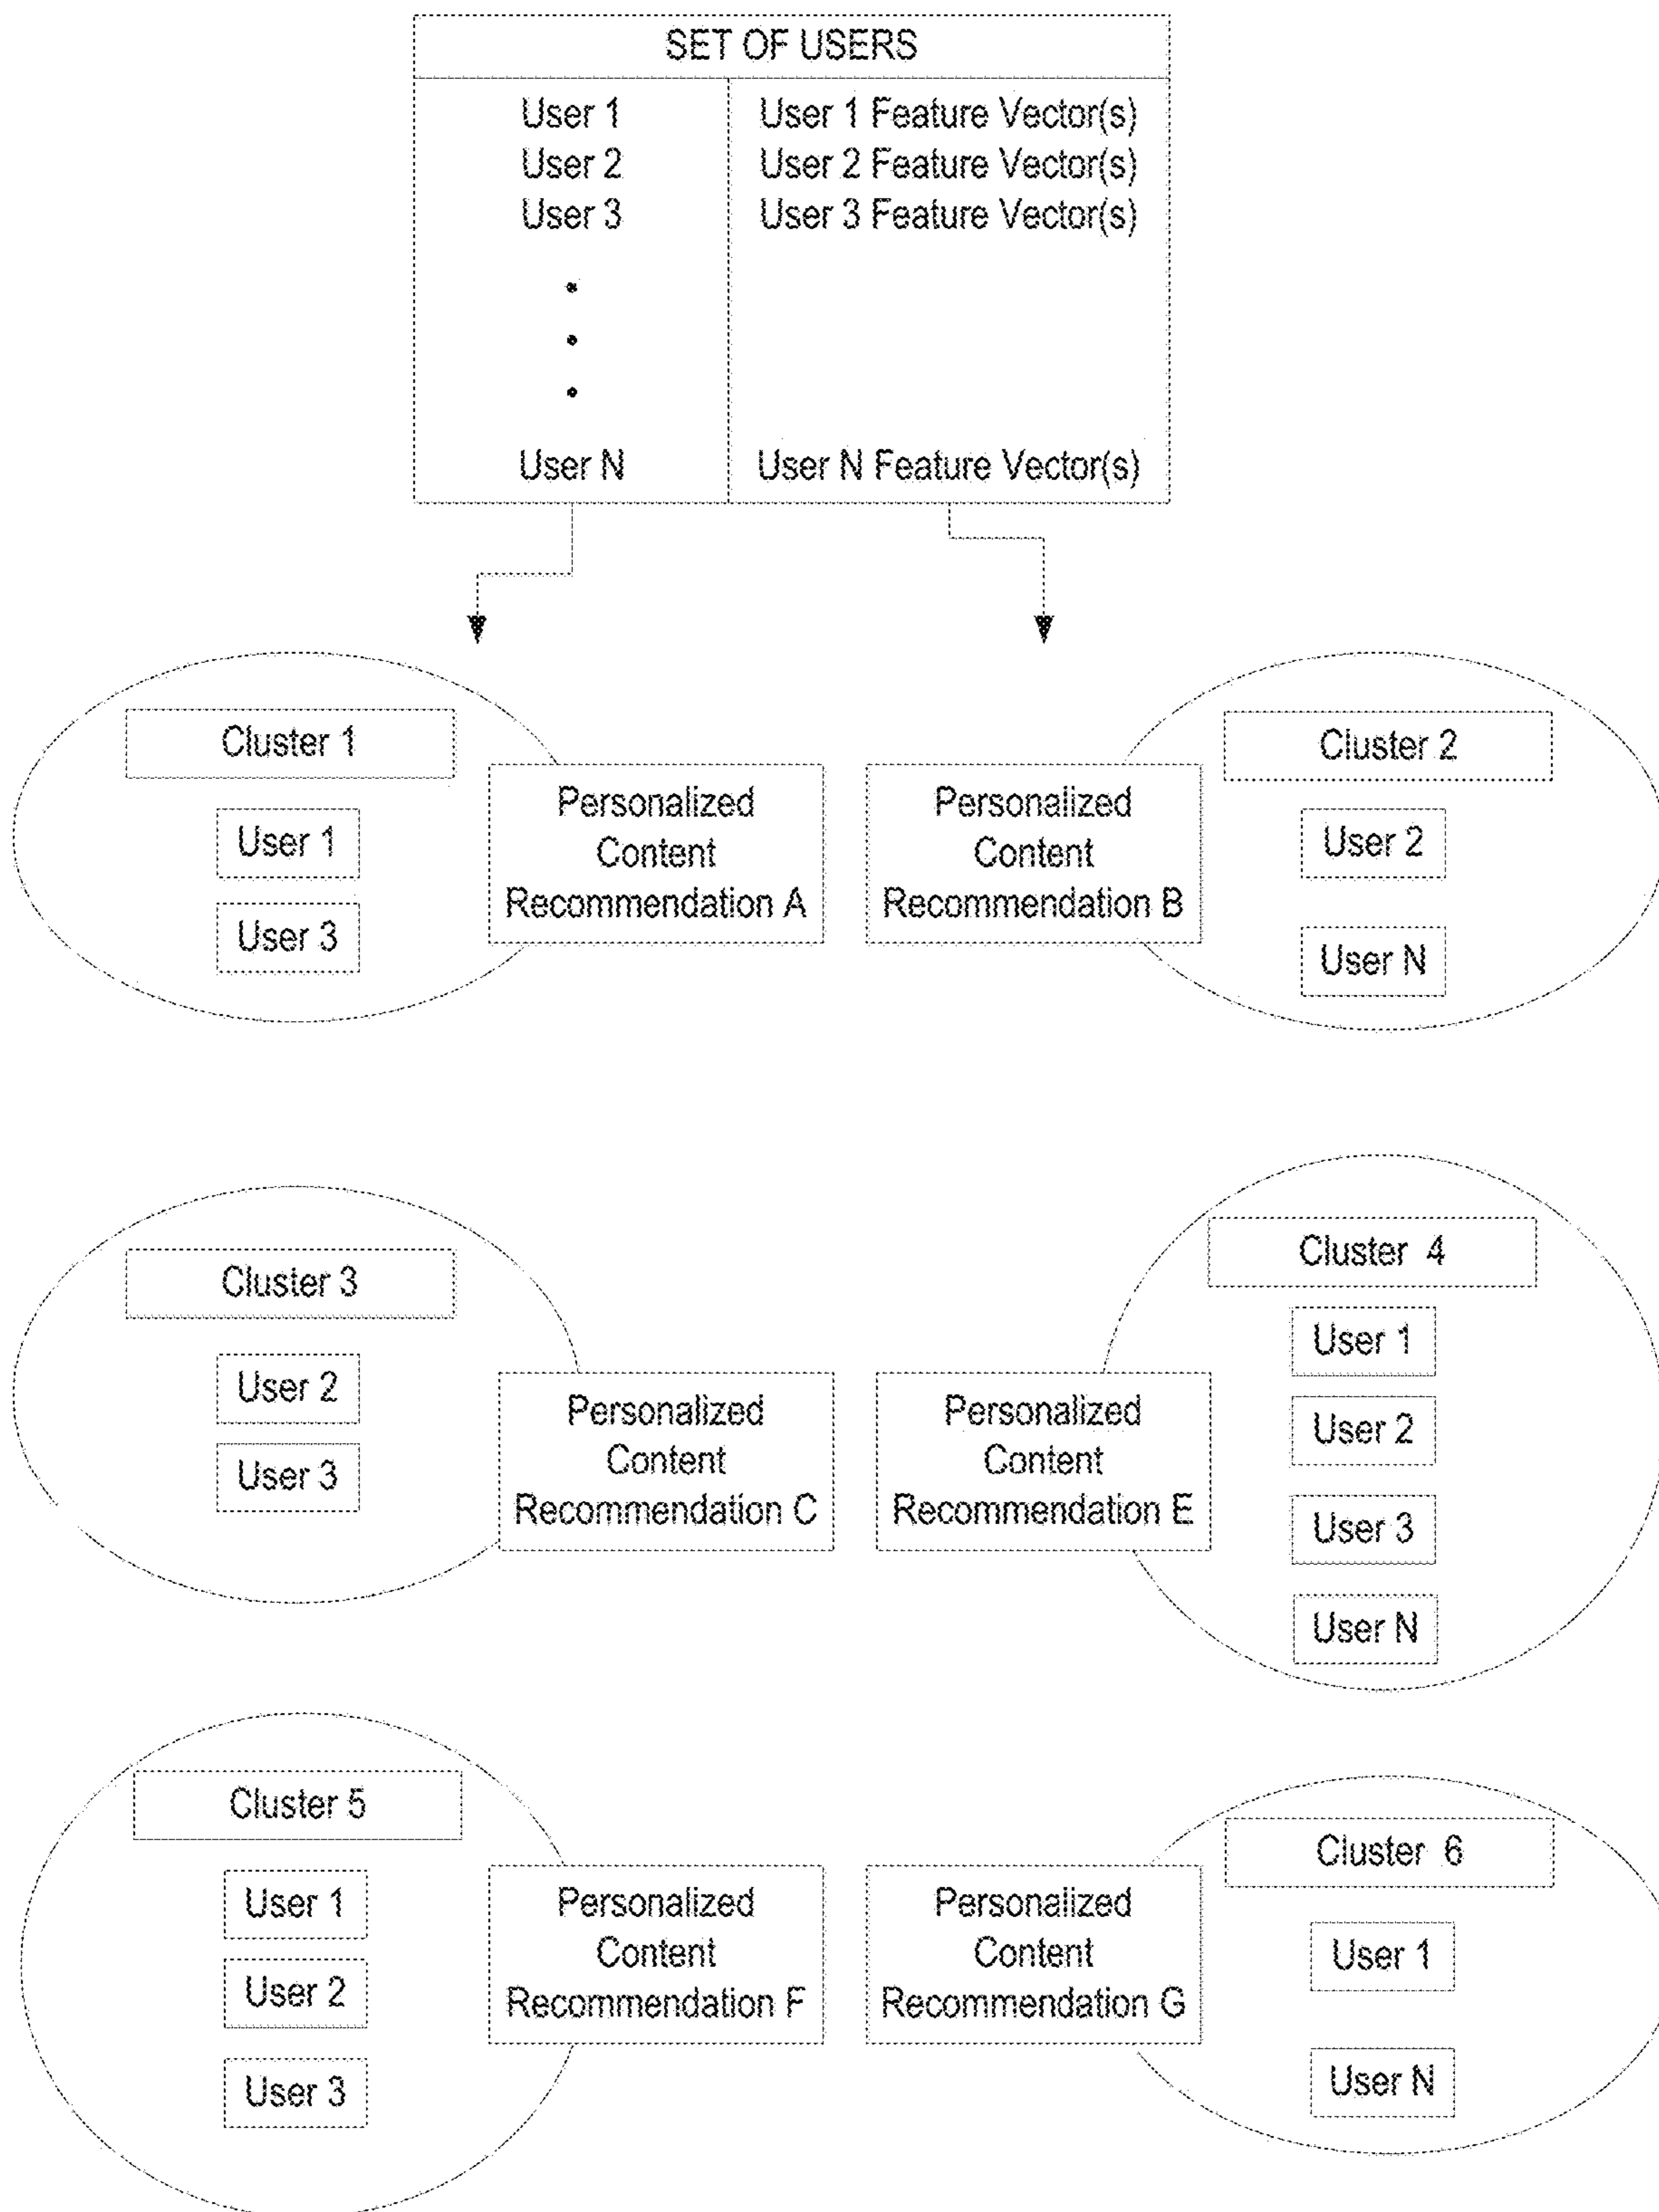 SET OF USERS
User 1 User 1 Feature Vector(s)
User 2 User 2 Feature Vector(s)
User 3 User 3 Feature Vector(s)
User N User N Feature Vector(s)
Cluster 1
User 1
User 3
Personalized
Content
Recommendation A
Personalized
Content
Recommendation B
Cluster 2
User 2
User N
Cluster 3
User 2
User 3
Personalized
Content
Recommendation C
Personalized
Content
Recommendation E
Cluster 4
User 1
User 2
User 3
User N
Cluster 5
User 1
User 2
User 3
Personalized
Content
Recommendation F
Personalized
Content
Recommendation G
Cluster 6
User 1
User N